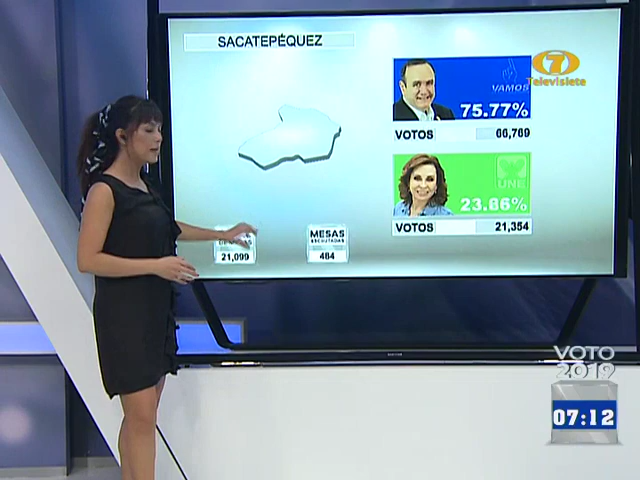 SACATEPÉQUEZ
7
Televisiete
VAMOS
75.77%
VOTOS 66,769
UNE
23.86%
VOTOS 21,354
21,099
MESAS
ESCRUTADAS
484
VOTO
2019
07:12